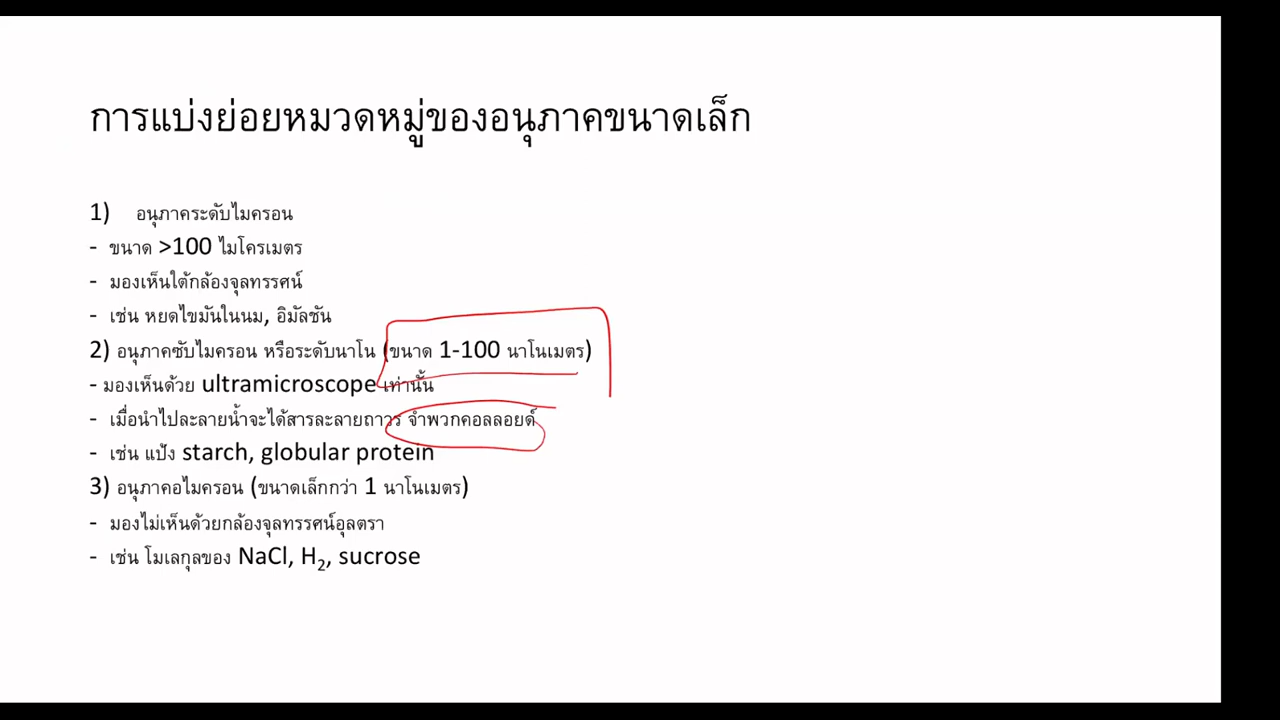 การแบ่งย่อยหมวดหมู่ของอนุภาคขนาดเล็ก
1) อนุภาคระดับไมครอน
- ขนาด >100 ไมโครเมตร
- มองเห็นใต้กล้องจุลทรรศน์
- เช่น หยดไขมันในนม, อิมัลชัน
2) อนุภาคซับไมครอน หรือระดับนาโน (ขนาด 1-100 นาโนเมตร)
- มองเห็นด้วย ultramicroscope เท่านั้น
- เมื่อนำไปละลายน้ำจะได้สารละลายถาวร จำพวกคอลลอยด์
- เช่น แป้ง starch, globular protein
3) อนุภาคอไมครอน (ขนาดเล็กกว่า 1 นาโนเมตร)
- มองไม่เห็นด้วยกล้องจุลทรรศน์อุลตรา
- เช่น โมเลกุลของ NaCl, H₂, sucrose